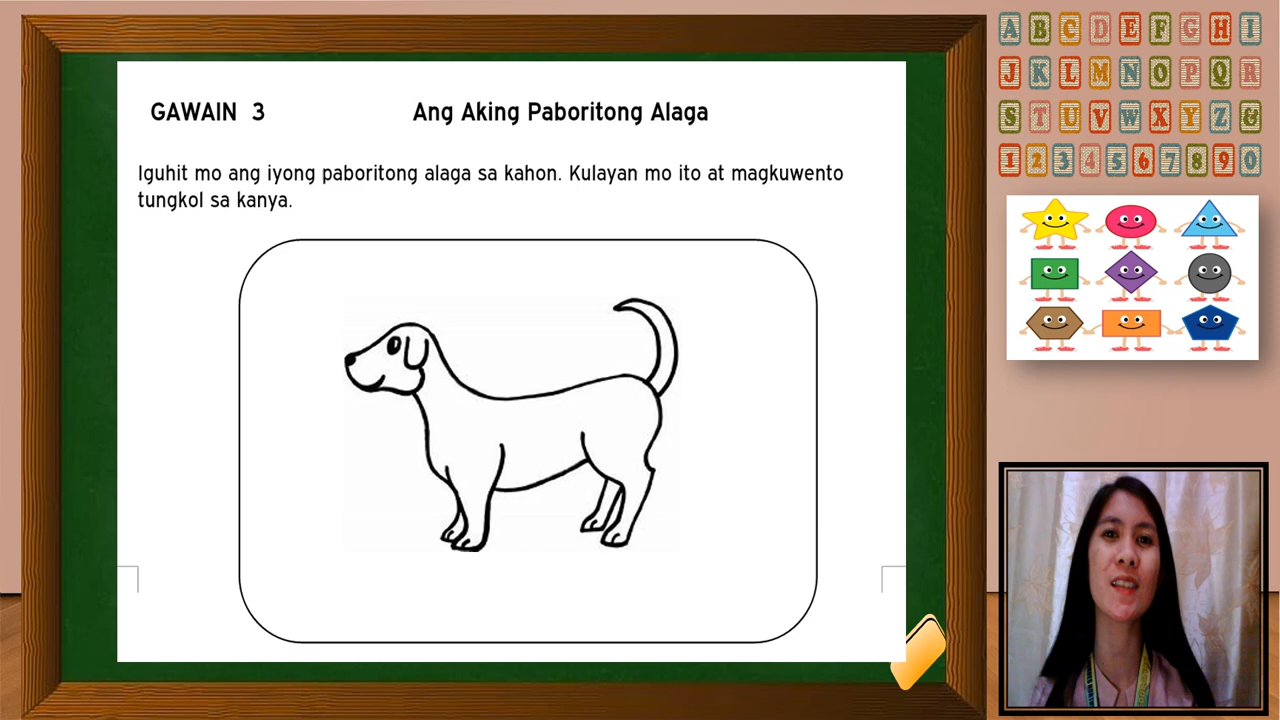 GAWAIN 3
Ang Aking Paboritong Alaga
Iguhit mo ang iyong paboritong alaga sa kahon. Kulayan mo ito at magkuwento
tungkol sa kanya.
A B C D E F G H I
J K L M N O P Q R
S T U V W X Y Z &
1 2 3 4 5 6 7 8 9 0